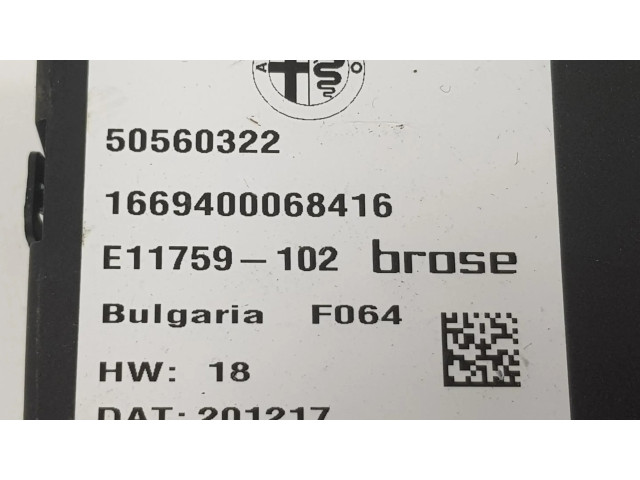 A O
50560322
1669400068416
E11759-102 brose
Bulgaria F064
HW: 18
DAT: 201217